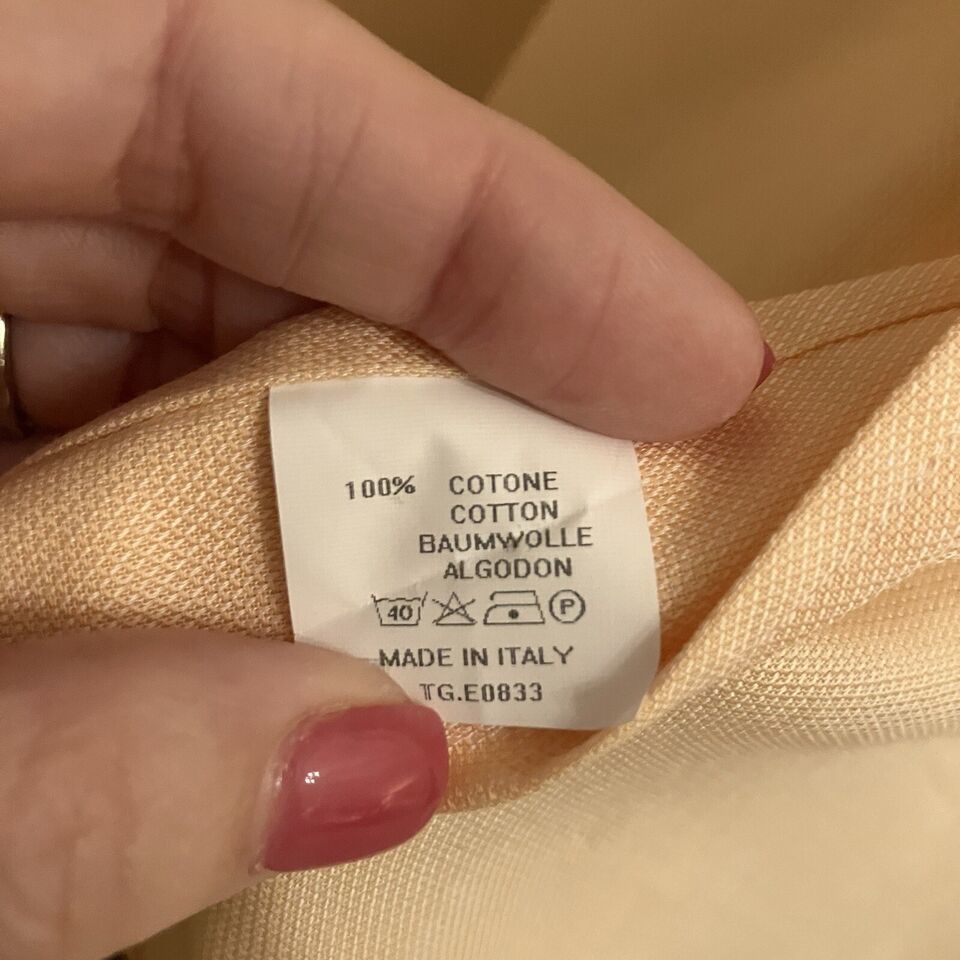 100% COTONE
COTTON
BAUMWOLLE
ALGODON
40 P
MADE IN ITALY
TG.E0833